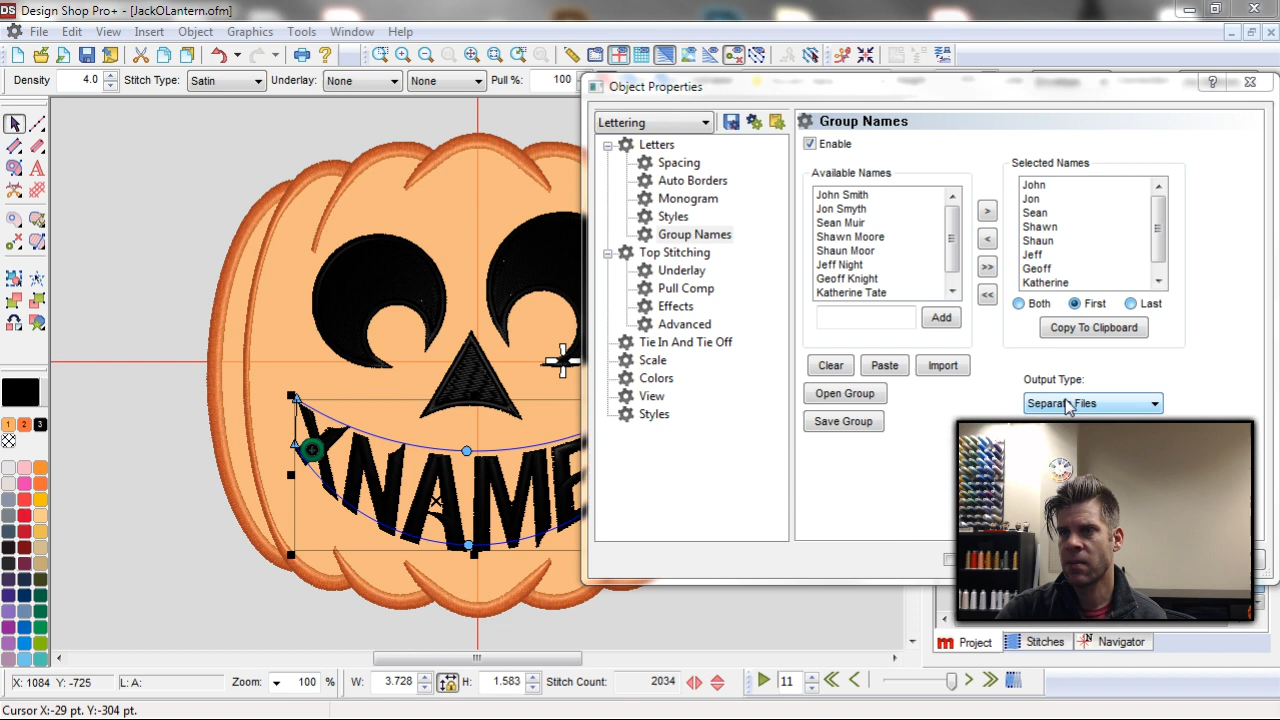 DS Design Shop Pro+ - [JackOLantern.ofm]
File Edit View Insert Object Graphics Tools Window Help
Density 4.0 Stitch Type: Satin Underlay: None None Pull %: 100
Object Properties
Lettering
Letters
Spacing
Auto Borders
Monogram
Styles
Group Names
Top Stitching
Underlay
Pull Comp
Effects
Advanced
Tie In And Tie Off
Scale
Colors
View
Styles
Group Names
Enable
Available Names
John Smith
Jon Smyth
Sean Muir
Shawn Moore
Shaun Moor
Jeff Night
Geoff Knight
Katherine Tate
Add
Clear Paste Import
Open Group
Save Group
>
<
>>
<<
Selected Names
John
Jon
Sean
Shawn
Shaun
Jeff
Geoff
Katherine
Both First Last
Copy To Clipboard
Output Type:
Separate Files
XNAME
1 2 3
Project Stitches Navigator
X: 1084 Y: -725 L: A: Zoom: 100 % W: 3.728 H: 1.583 Stitch Count: 2034 11
Cursor X:-29 pt. Y:-304 pt.